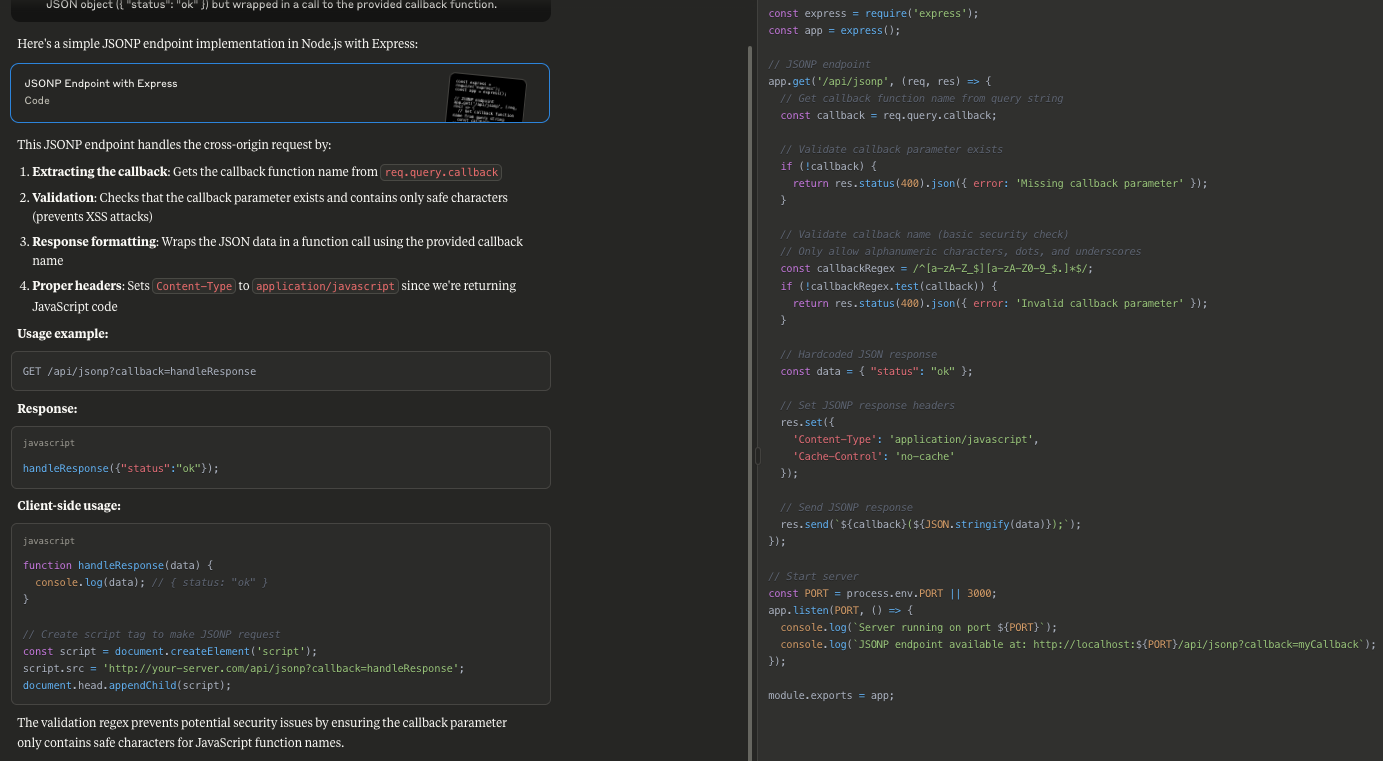 JSON object ({ "status": "ok" }) but wrapped in a call to the provided callback function.
Here's a simple JSONP endpoint implementation in Node.js with Express:
JSONP Endpoint with Express
Code
const express =
require('express');
const app = express();
// JSONP endpoint
This JSONP endpoint handles the cross-origin request by:
1. Extracting the callback: Gets the callback function name from req.query.callback
2. Validation: Checks that the callback parameter exists and contains only safe characters
(prevents XSS attacks)
3. Response formatting: Wraps the JSON data in a function call using the provided callback
name
4. Proper headers: Sets Content-Type to application/javascript since we're returning
JavaScript code
Usage example:
GET /api/jsonp?callback=handleResponse
Response:
javascript
handleResponse({"status":"ok"});
Client-side usage:
javascript
function handleResponse(data) {
  console.log(data); // { status: "ok" }
}
// Create script tag to make JSONP request
const script = document.createElement('script');
script.src = 'http://your-server.com/api/jsonp?callback=handleResponse';
document.head.appendChild(script);
The validation regex prevents potential security issues by ensuring the callback parameter
only contains safe characters for JavaScript function names.
const express = require('express');
const app = express();
// JSONP endpoint
app.get('/api/jsonp', (req, res) => {
  // Get callback function name from query string
  const callback = req.query.callback;
  // Validate callback parameter exists
  if (!callback) {
    return res.status(400).json({ error: 'Missing callback parameter' });
  }
  // Validate callback name (basic security check)
  // Only allow alphanumeric characters, dots, and underscores
  const callbackRegex = /^[a-zA-Z_$][a-zA-Z0-9_$.]*$/;
  if (!callbackRegex.test(callback)) {
    return res.status(400).json({ error: 'Invalid callback parameter' });
  }
  // Hardcoded JSON response
  const data = { "status": "ok" };
  // Set JSONP response headers
  res.set({
    'Content-Type': 'application/javascript',
    'Cache-Control': 'no-cache'
  });
  // Send JSONP response
  res.send(`${callback}(${JSON.stringify(data)});`);
});
// Start server
const PORT = process.env.PORT || 3000;
app.listen(PORT, () => {
  console.log(`Server running on port ${PORT}`);
  console.log(`JSONP endpoint available at: http://localhost:${PORT}/api/jsonp?callback=myCallback`);
});
module.exports = app;